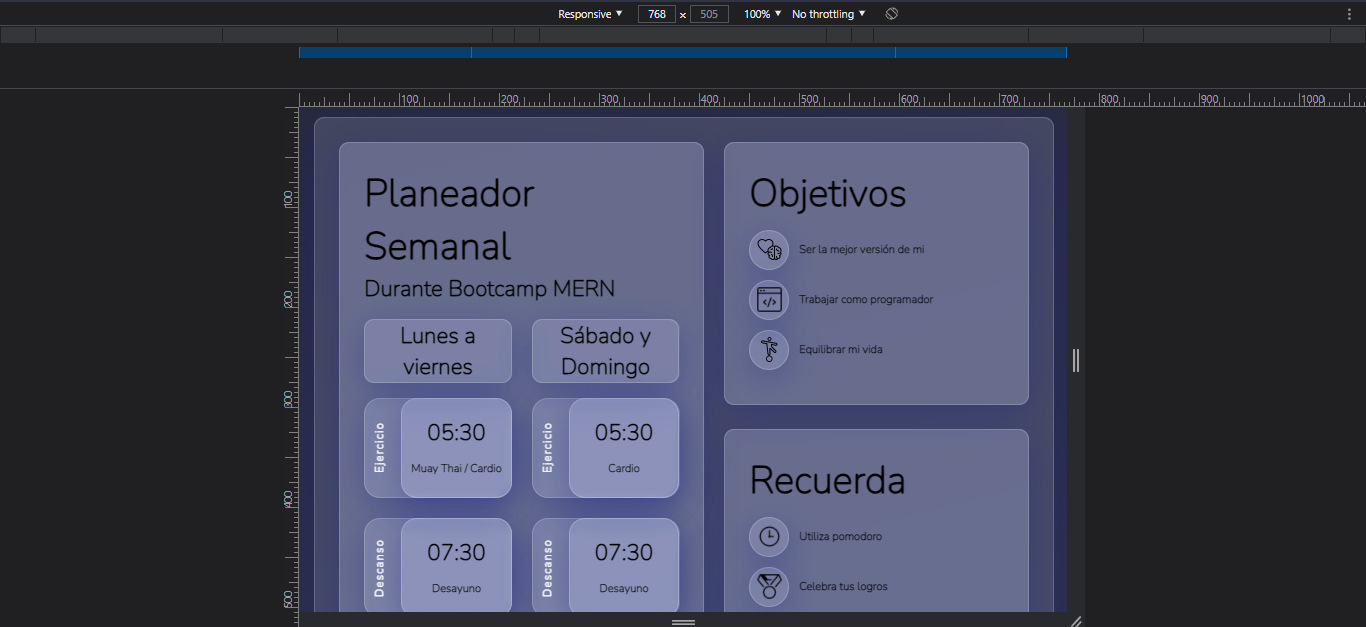 Responsive ▼ 768 x 505 100% ▼ No throttling ▼
100 200 300 400 500 600 700 800 900 1000
100
200
300
400
500
Planeador
Semanal
Durante Bootcamp MERN
Lunes a
viernes
Sábado y
Domingo
Ejercicio
05:30
Muay Thai / Cardio
Ejercicio
05:30
Cardio
Descanso
07:30
Desayuno
Descanso
07:30
Desayuno
Objetivos
Ser la mejor versión de mi
Trabajar como programador
Equilibrar mi vida
Recuerda
Utiliza pomodoro
Celebra tus logros